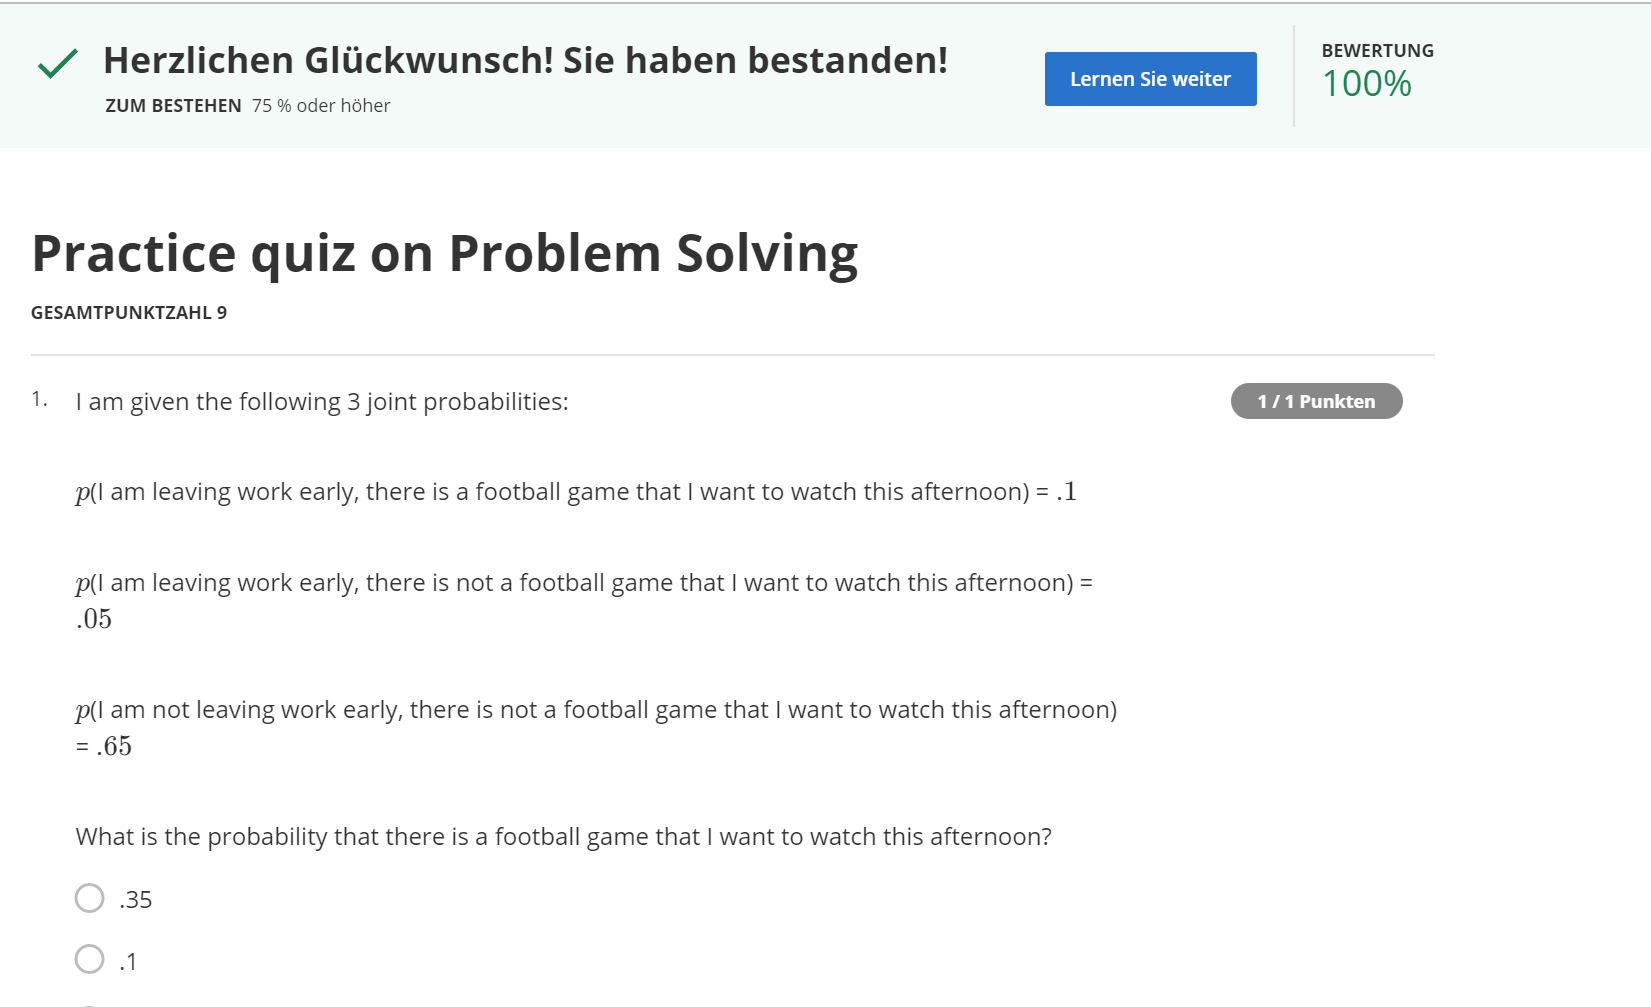 Herzlichen Glückwunsch! Sie haben bestanden!
ZUM BESTEHEN 75 % oder höher
Lernen Sie weiter
BEWERTUNG
100%
Practice quiz on Problem Solving
GESAMTPUNKTZAHL 9
1. I am given the following 3 joint probabilities:
1 / 1 Punkten
p(I am leaving work early, there is a football game that I want to watch this afternoon) = .1
p(I am leaving work early, there is not a football game that I want to watch this afternoon) =
.05
p(I am not leaving work early, there is not a football game that I want to watch this afternoon)
= .65
What is the probability that there is a football game that I want to watch this afternoon?
.35
.1